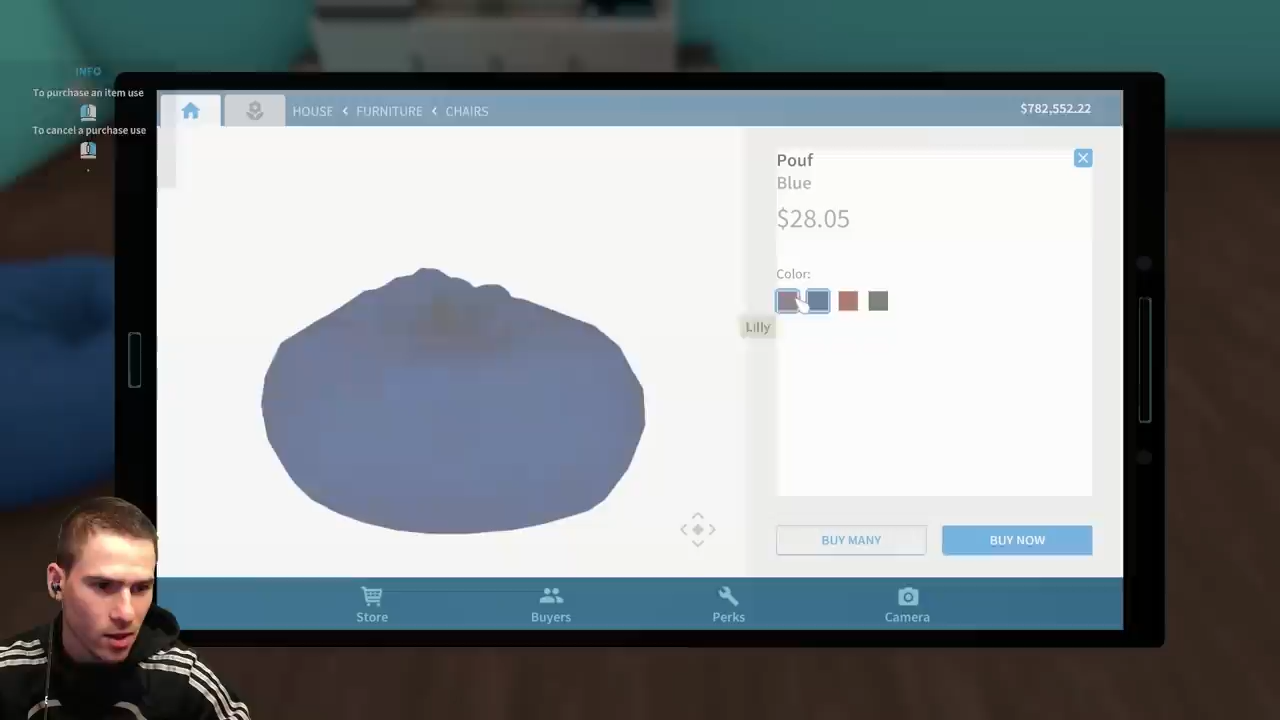 INFO
To purchase an item use
To cancel a purchase use
.
HOUSE < FURNITURE < CHAIRS
$782,552.22
Pouf
Blue
$28.05
Color:
Lilly
BUY MANY
BUY NOW
Store
Buyers
Perks
Camera